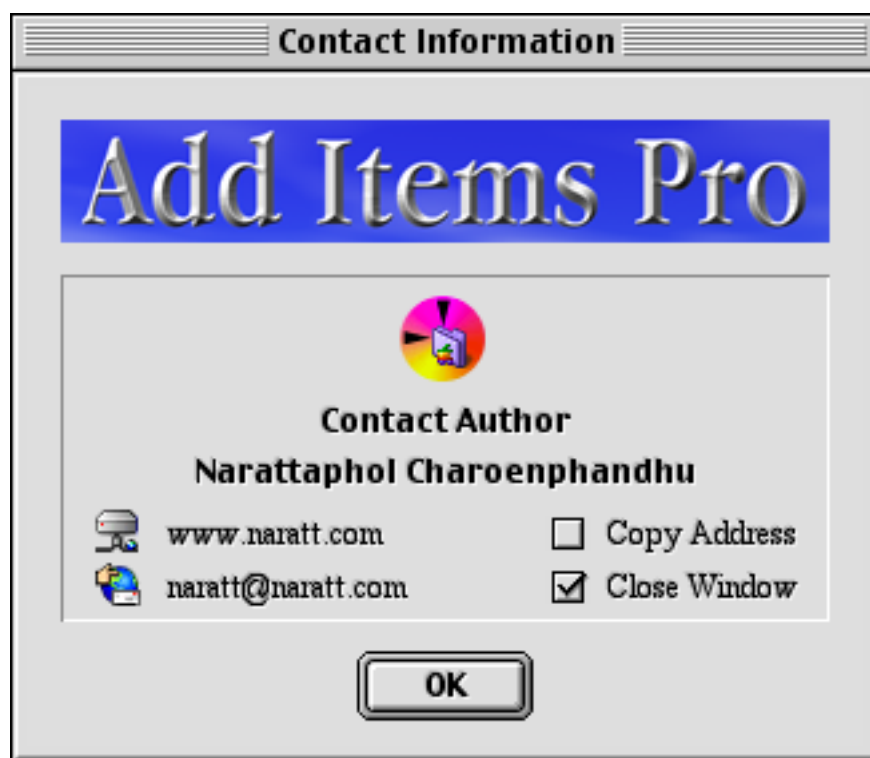 Contact Information
Add Items Pro
Contact Author
Narattaphol Charoenphandhu
www.naratt.com
Copy Address
naratt@naratt.com
Close Window
OK